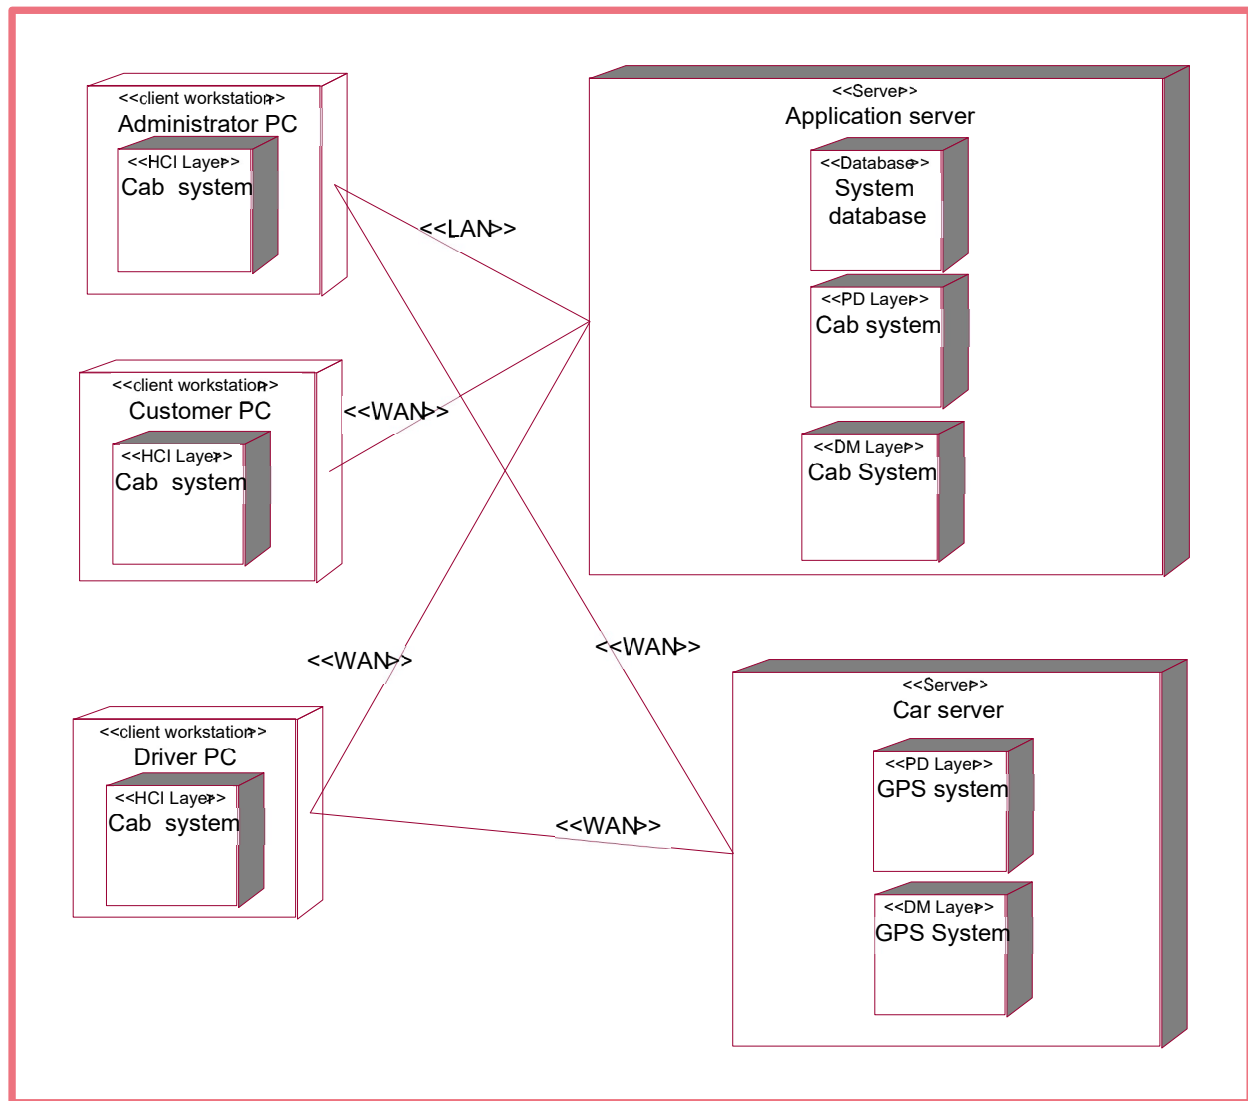 <<client workstation>>
Administrator PC
<<HCI Layer>>
Cab system
<<Server>>
Application server
<<Database>>
System
database
<<PD Layer>>
Cab system
<<DM Layer>>
Cab System
<<LAN>>
<<client workstation>>
Customer PC
<<HCI Layer>>
Cab system
<<WAN>>
<<WAN>>
<<WAN>>
<<client workstation>>
Driver PC
<<HCI Layer>>
Cab system
<<WAN>>
<<Server>>
Car server
<<PD Layer>>
GPS system
<<DM Layer>>
GPS System